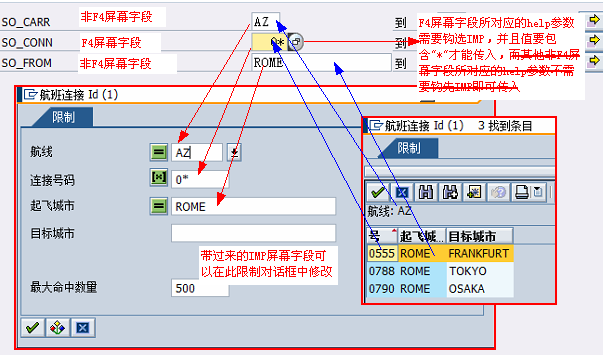 SO_CARR 非F4屏幕字段 AZ 到
SO_CONN F4屏幕字段 0* 到
SO_FROM 非F4屏幕字段 ROME 到
F4屏幕字段所对应的help参数
需要钩选IMP，并且值要包
含“*”才能传入，而其他非F4屏
幕字段所对应的help参数不需
要钩先IMP即可传入
航班连接 Id (1)
限制
航线 AZ
连接号码 0*
起飞城市 ROME
目标城市
带过来的IMP屏幕字段可
以在此限制对话框中修改
最大命中数量 500
航班连接 Id (1) 3 找到条目
限制
航线: AZ
号 起飞城... 目标城市
0555 ROME FRANKFURT
0788 ROME TOKYO
0790 ROME OSAKA